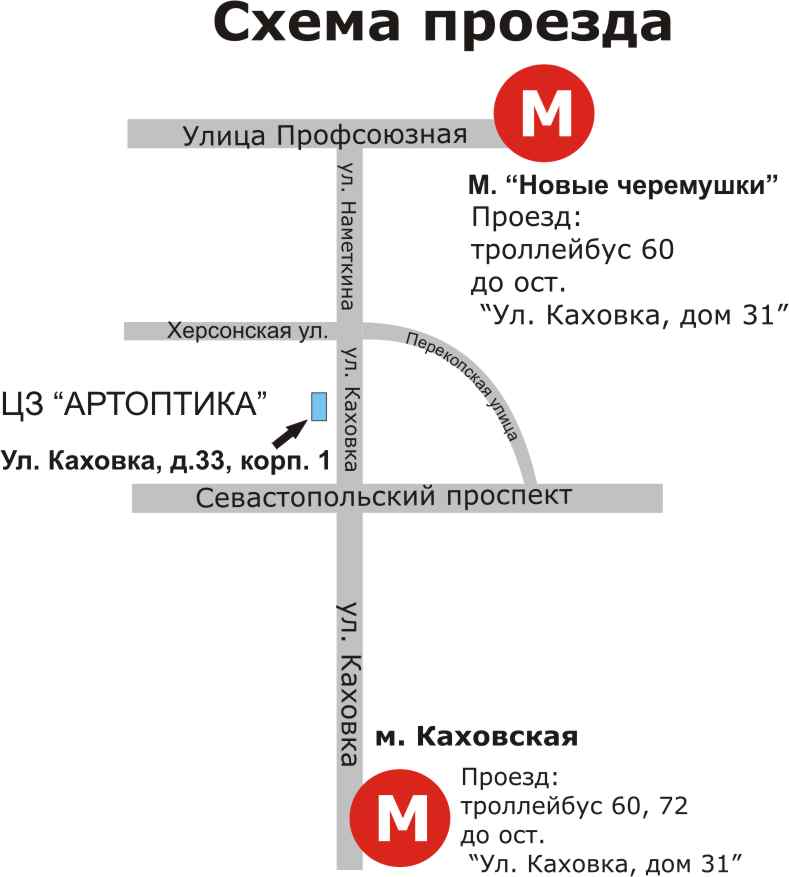 Схема проезда
М
Улица Профсоюзная
М. “Новые черемушки”
Проезд:
троллейбус 60
до ост.
“Ул. Каховка, дом 31”
ул. Наметкина
Херсонская ул.
Перекопская улица
ул. Каховка
ЦЗ “АРТОПТИКА”
Ул. Каховка, д.33, корп. 1
Севастопольский проспект
ул. Каховка
м. Каховская
М
Проезд:
троллейбус 60, 72
до ост.
“Ул. Каховка, дом 31”